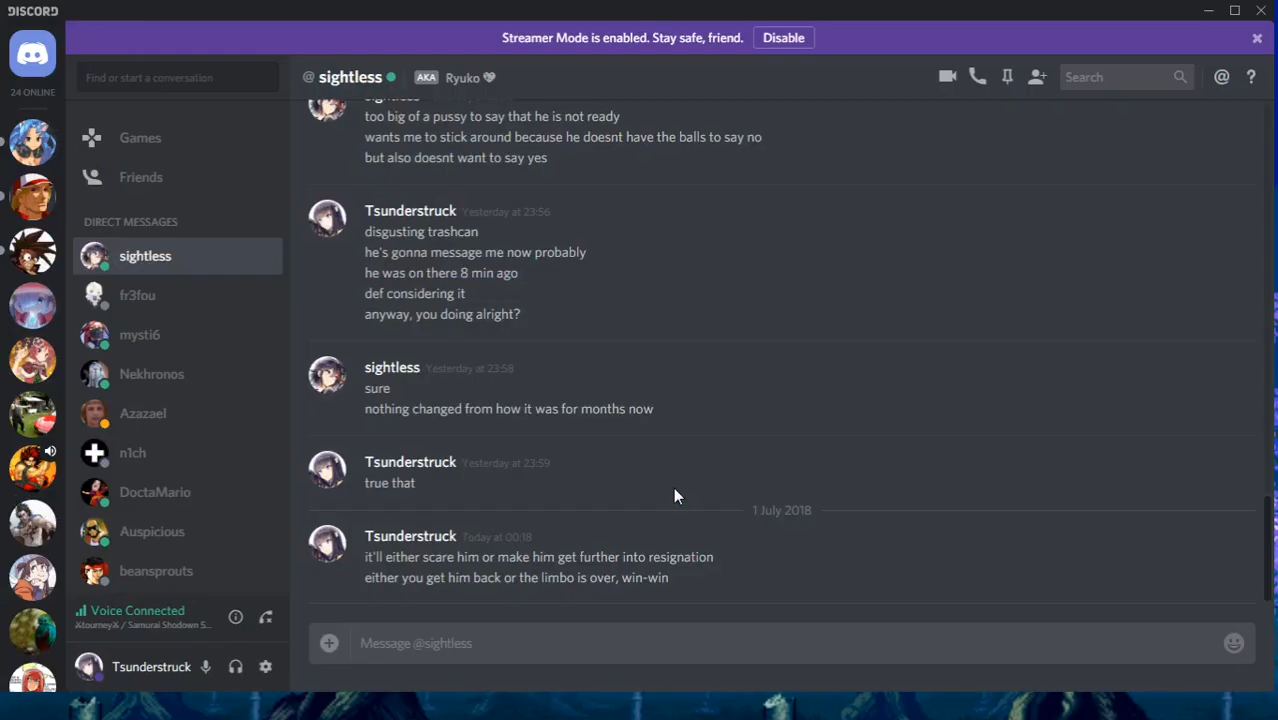 DISCORD
Streamer Mode is enabled. Stay safe, friend.
Disable
24 ONLINE
Find or start a conversation
@ sightless
AKA
Ryuko
Search
Games
Friends
DIRECT MESSAGES
sightless
fr3fou
mysti6
Nekhronos
Azazael
n1ch
DoctaMario
Auspicious
beansprouts
Voice Connected
Tsunderstruck
sightless
too big of a pussy to say that he is not ready
wants me to stick around because he doesnt have the balls to say no
but also doesnt want to say yes
Tsunderstruck Yesterday at 23:56
disgusting trashcan
he's gonna message me now probably
he was on there 8 min ago
def considering it
anyway, you doing alright?
sightless Yesterday at 23:58
sure
nothing changed from how it was for months now
Tsunderstruck Yesterday at 23:59
true that
1 July 2018
Tsunderstruck Today at 00:18
it'll either scare him or make him get further into resignation
either you get him back or the limbo is over, win-win
Message @sightless